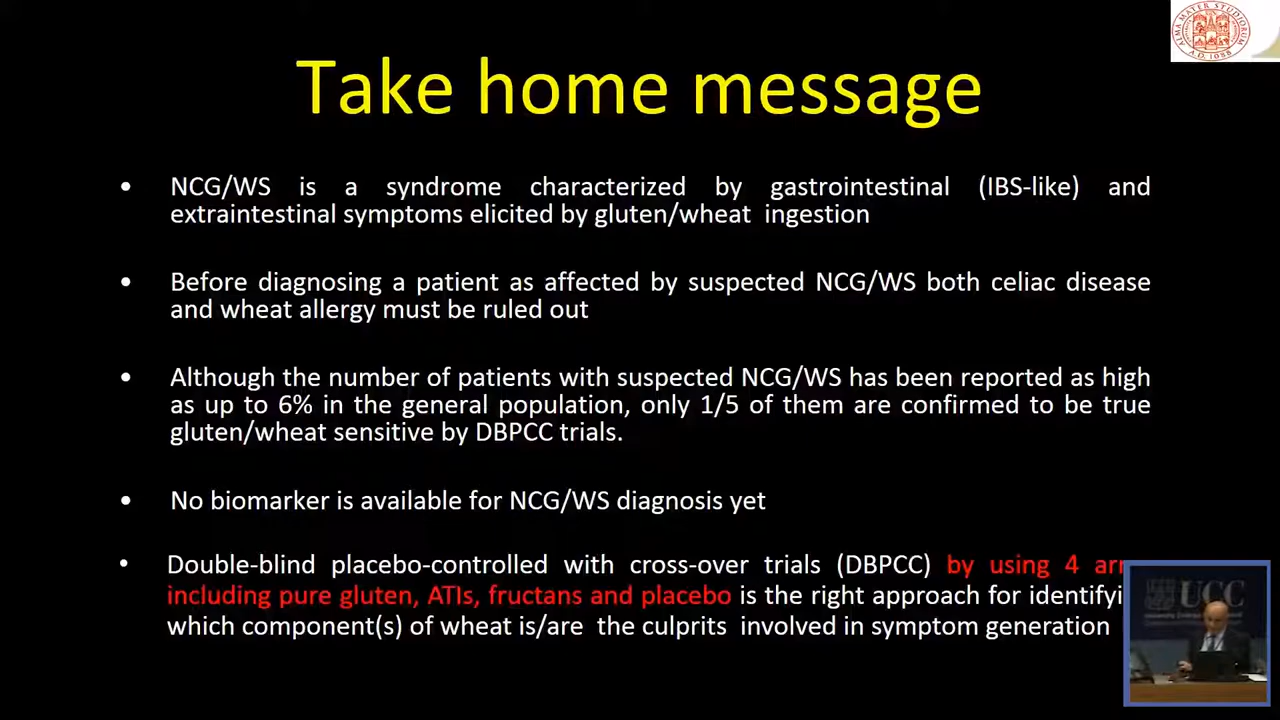 ALMA MATER STUDIORUM
A.D. 1088
Take home message
• NCG/WS is a syndrome characterized by gastrointestinal (IBS-like) and
extraintestinal symptoms elicited by gluten/wheat ingestion
• Before diagnosing a patient as affected by suspected NCG/WS both celiac disease
and wheat allergy must be ruled out
• Although the number of patients with suspected NCG/WS has been reported as high
as up to 6% in the general population, only 1/5 of them are confirmed to be true
gluten/wheat sensitive by DBPCC trials.
• No biomarker is available for NCG/WS diagnosis yet
• Double-blind placebo-controlled with cross-over trials (DBPCC) by using 4
including pure gluten, ATIs, fructans and placebo is the right approach for
which component(s) of wheat is/are the culprits involved in symptom generation
UCC